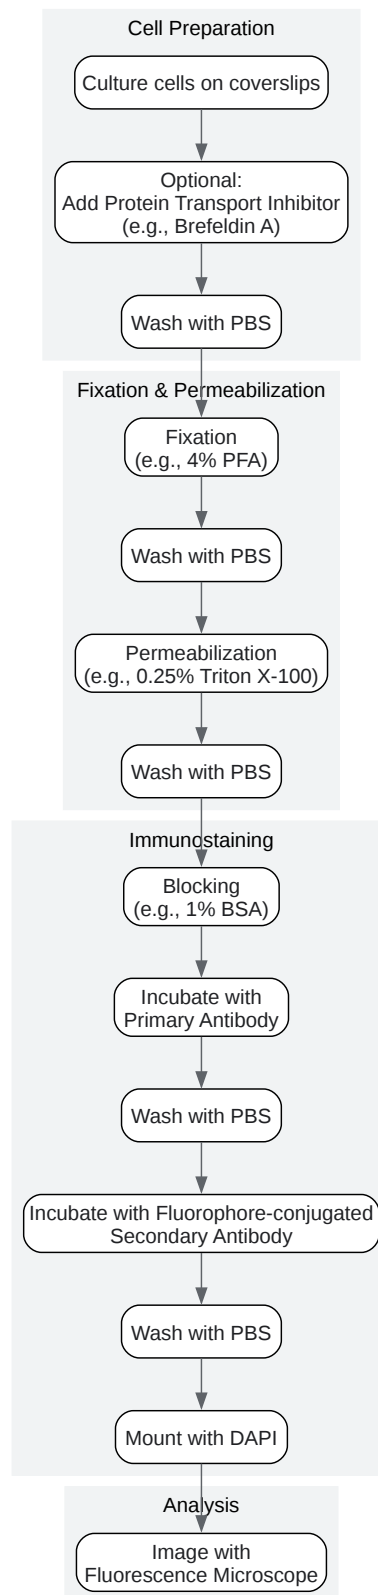 Cell Preparation
Culture cells on coverslips
Optional:
Add Protein Transport Inhibitor
(e.g., Brefeldin A)
Wash with PBS
Fixation & Permeabilization
Fixation
(e.g., 4% PFA)
Wash with PBS
Permeabilization
(e.g., 0.25% Triton X-100)
Wash with PBS
Immunostaining
Blocking
(e.g., 1% BSA)
Incubate with
Primary Antibody
Wash with PBS
Incubate with Fluorophore-conjugated
Secondary Antibody
Wash with PBS
Mount with DAPI
Analysis
Image with
Fluorescence Microscope